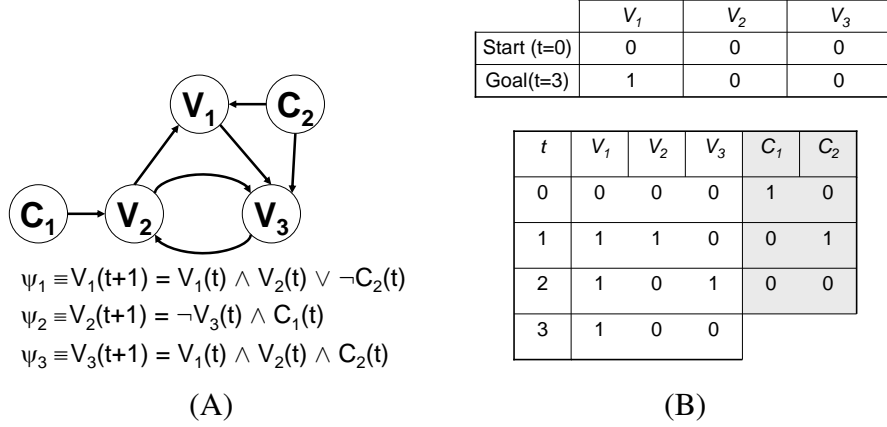 V₁ C₂
C₁ V₂ V₃
ψ₁ ≡V₁(t+1) = V₁(t) ∧ V₂(t) ∨ ¬C₂(t)
ψ₂ ≡V₂(t+1) = ¬V₃(t) ∧ C₁(t)
ψ₃ ≡V₃(t+1) = V₁(t) ∧ V₂(t) ∧ C₂(t)
(A)
V₁ V₂ V₃
Start (t=0) 0 0 0
Goal(t=3) 1 0 0
t V₁ V₂ V₃ C₁ C₂
0 0 0 0 1 0
1 1 1 0 0 1
2 1 0 1 0 0
3 1 0 0
(B)